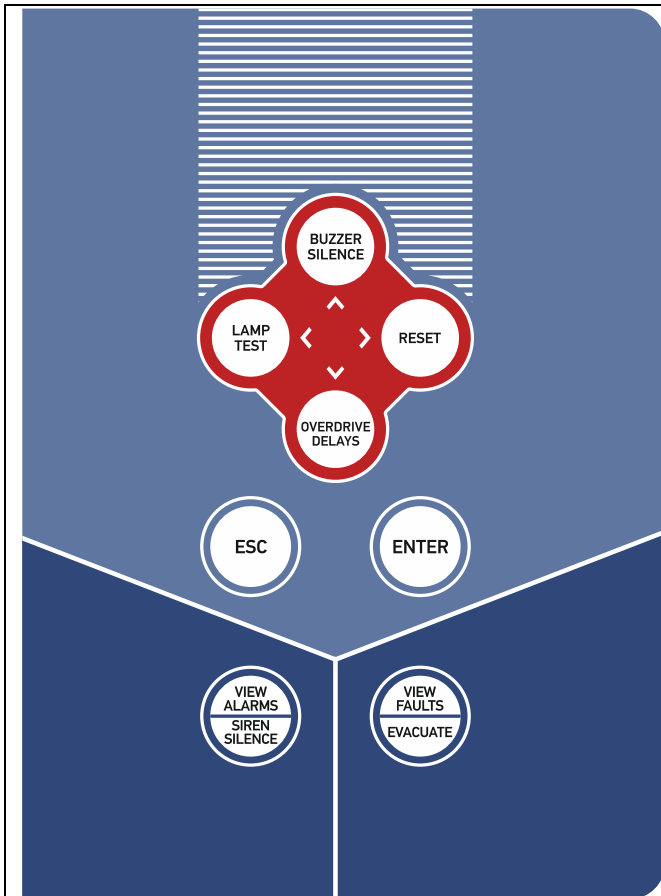 BUZZER
SILENCE
LAMP
TEST
RESET
OVERDRIVE
DELAYS
ESC
ENTER
VIEW
ALARMS
SIREN
SILENCE
VIEW
FAULTS
EVACUATE